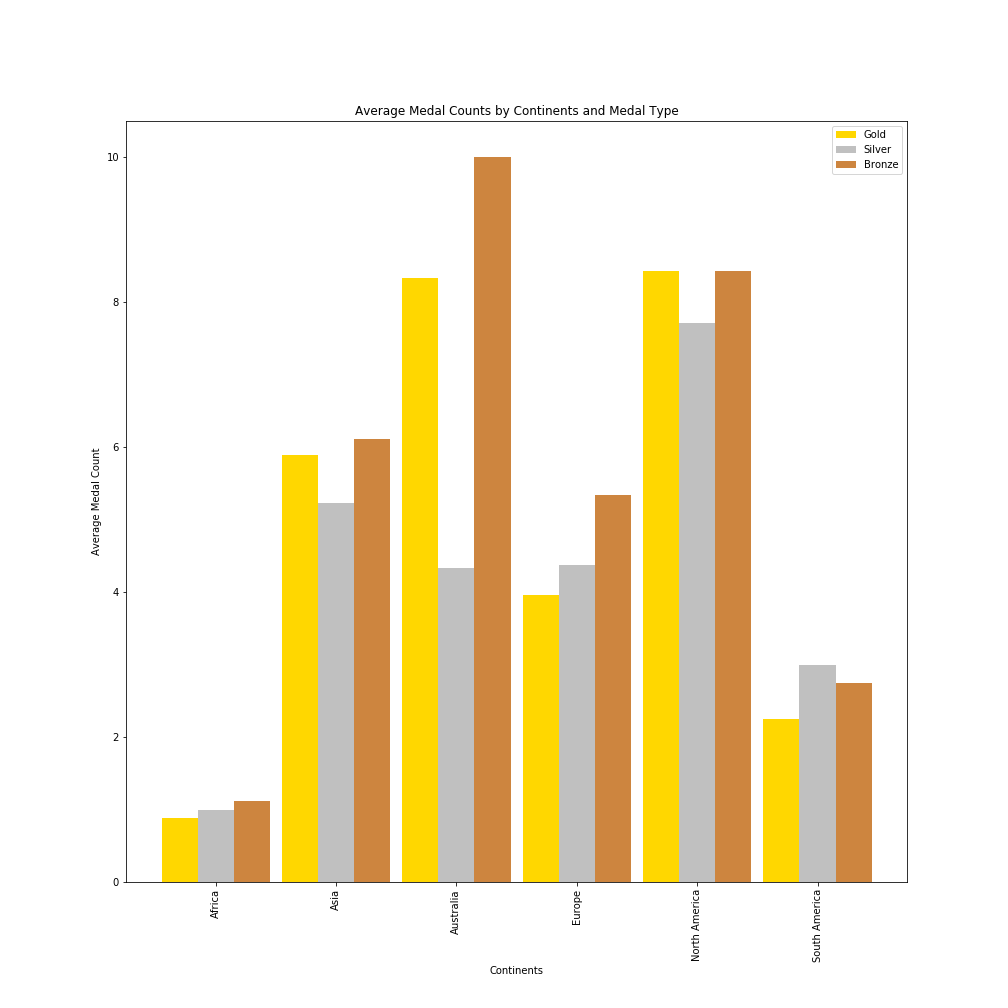 Average Medal Counts by Continents and Medal Type
Gold
Silver
Bronze
10
8
6
4
2
0
Average Medal Count
Africa
Asia
Australia
Europe
North America
South America
Continents